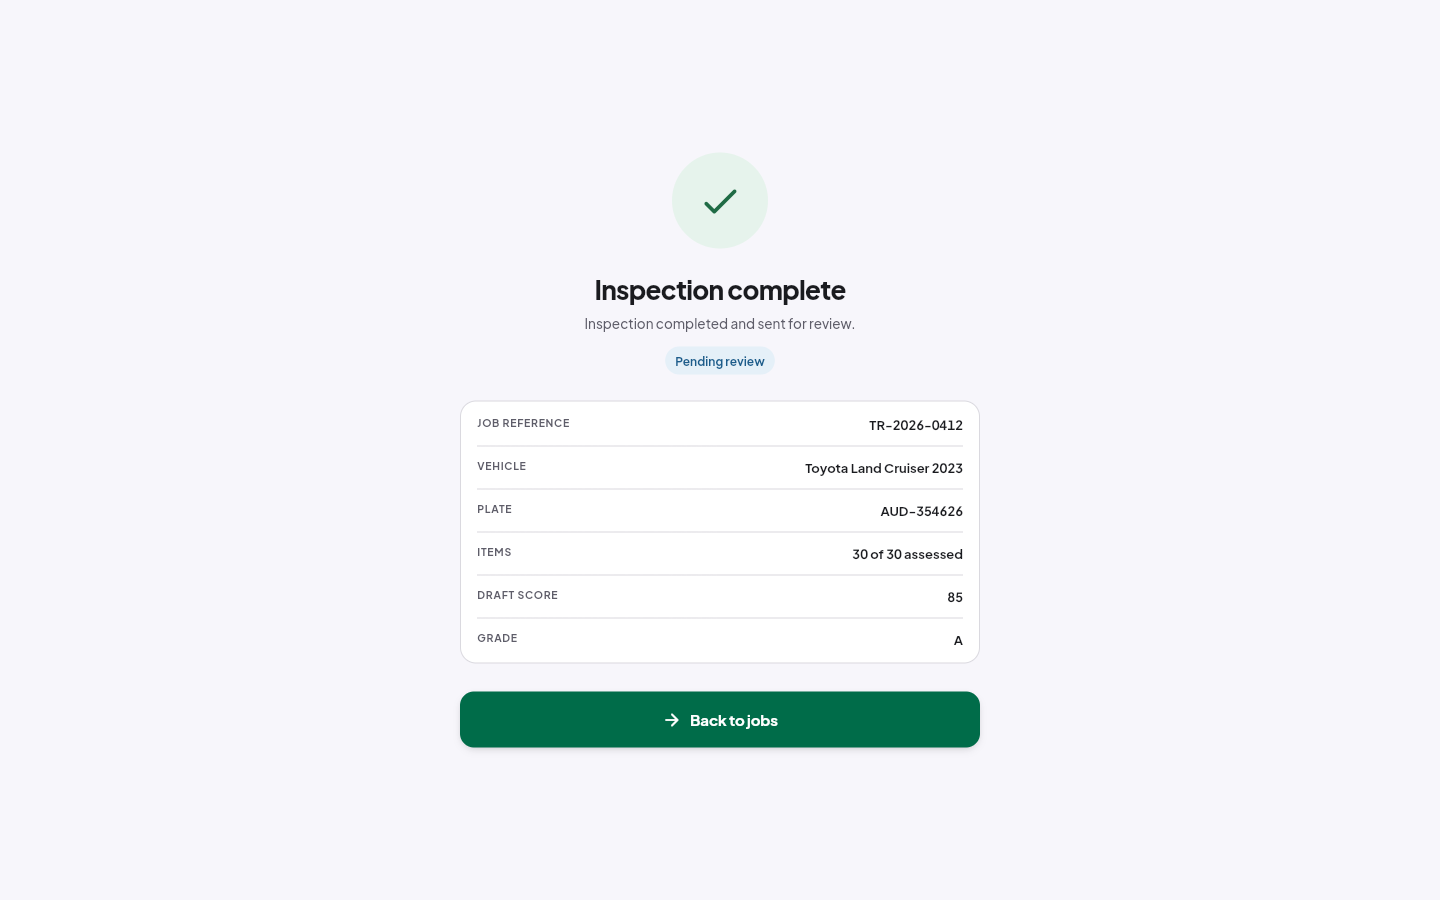 Inspection complete
Inspection completed and sent for review.
Pending review
JOB REFERENCE TR-2026-0412
VEHICLE Toyota Land Cruiser 2023
PLATE AUD-354626
ITEMS 30 of 30 assessed
DRAFT SCORE 85
GRADE A
Back to jobs